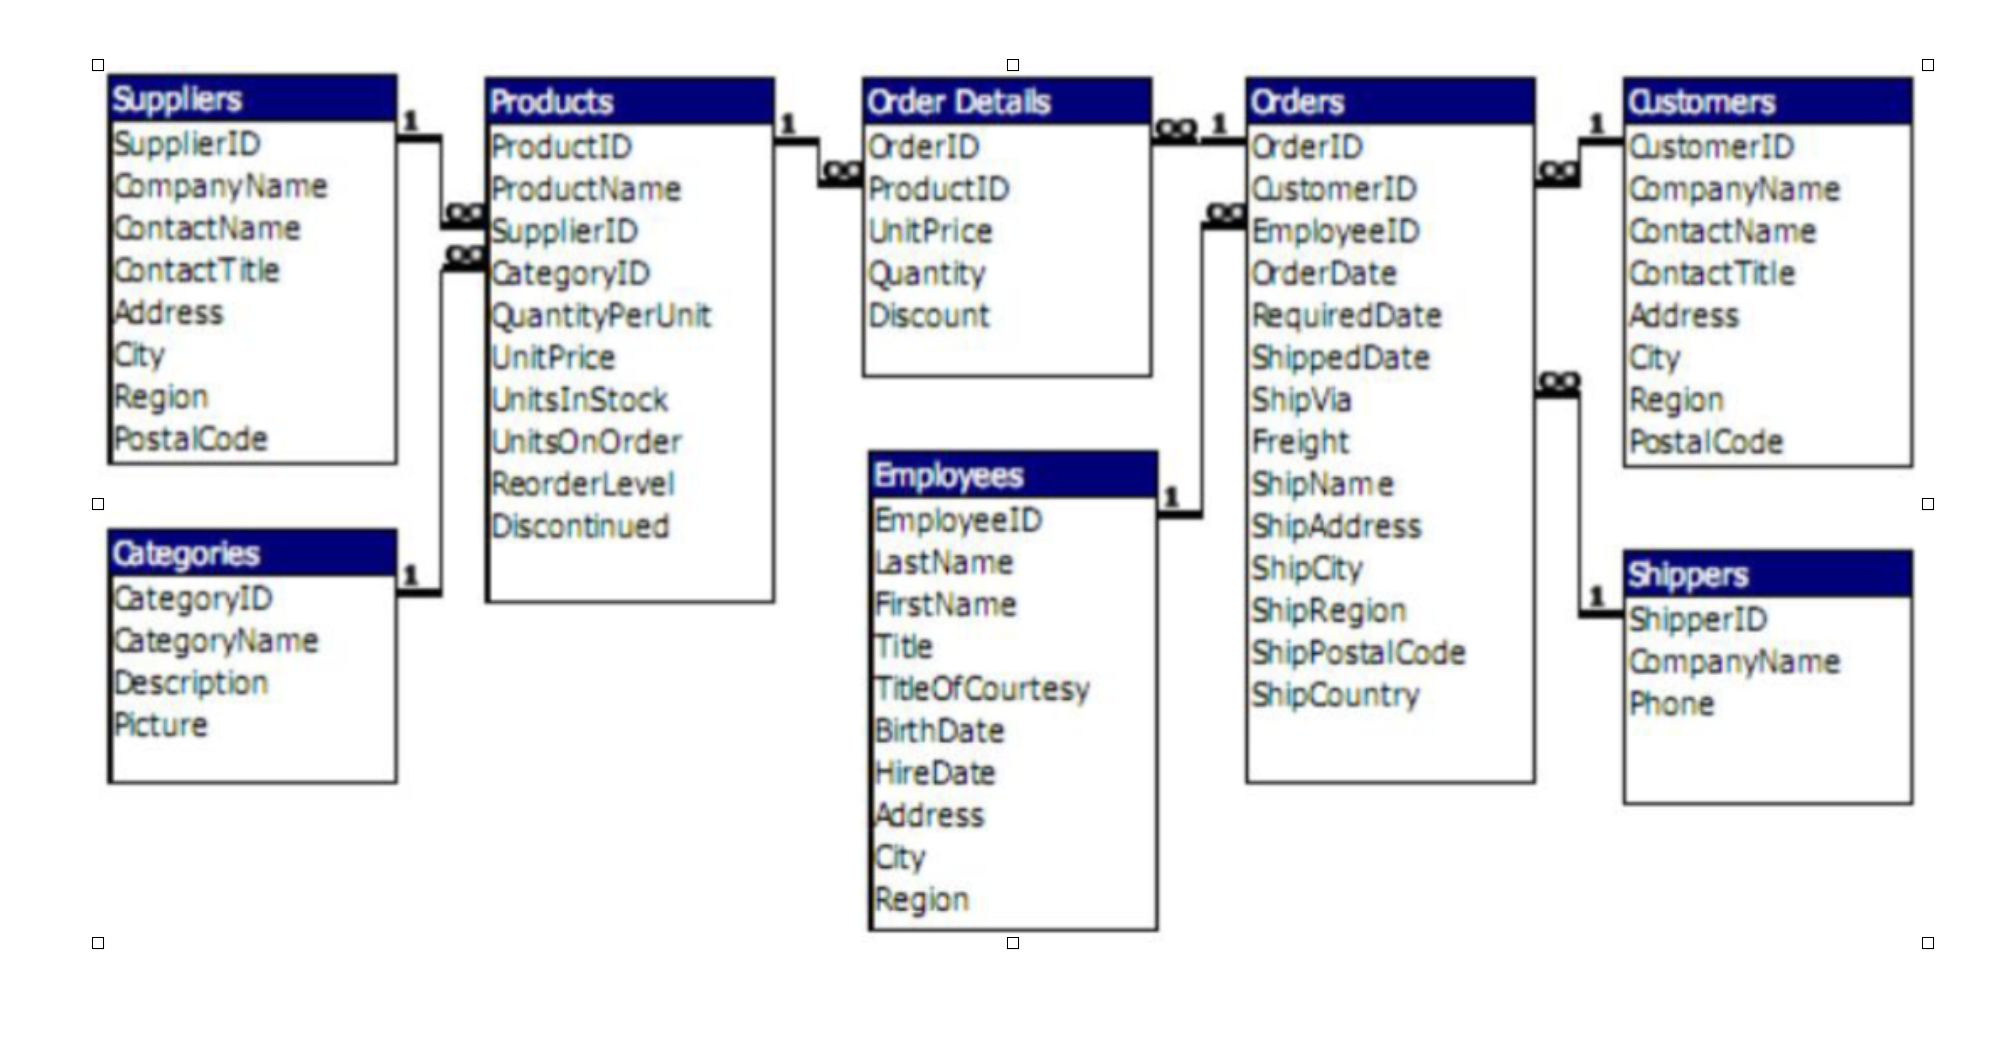 Suppliers
SupplierID
CompanyName
ContactName
ContactTitle
Address
City
Region
PostalCode
1
∞
Categories
CategoryID
CategoryName
Description
Picture
1
∞
Products
ProductID
ProductName
SupplierID
CategoryID
QuantityPerUnit
UnitPrice
UnitsInStock
UnitsOnOrder
ReorderLevel
Discontinued
1
∞
Order Details
OrderID
ProductID
UnitPrice
Quantity
Discount
∞ 1
Employees
EmployeeID
LastName
FirstName
Title
TitleOfCourtesy
BirthDate
HireDate
Address
City
Region
1
∞
Orders
OrderID
CustomerID
EmployeeID
OrderDate
RequiredDate
ShippedDate
ShipVia
Freight
ShipName
ShipAddress
ShipCity
ShipRegion
ShipPostalCode
ShipCountry
∞
1
Customers
CustomerID
CompanyName
ContactName
ContactTitle
Address
City
Region
PostalCode
∞
1
Shippers
ShipperID
CompanyName
Phone